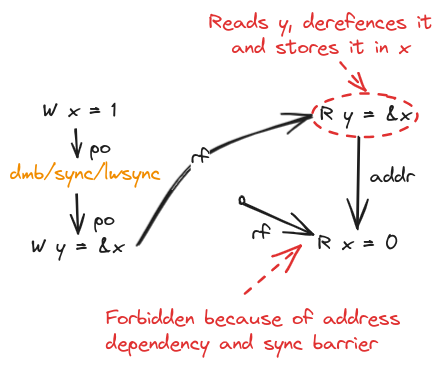 Reads y, derefences it
and stores it in x
W x = 1
R y = &x
po
dmb/sync/lwsync
rf
po
addr
W y = &x
rf
R x = 0
Forbidden because of address
dependency and sync barrier